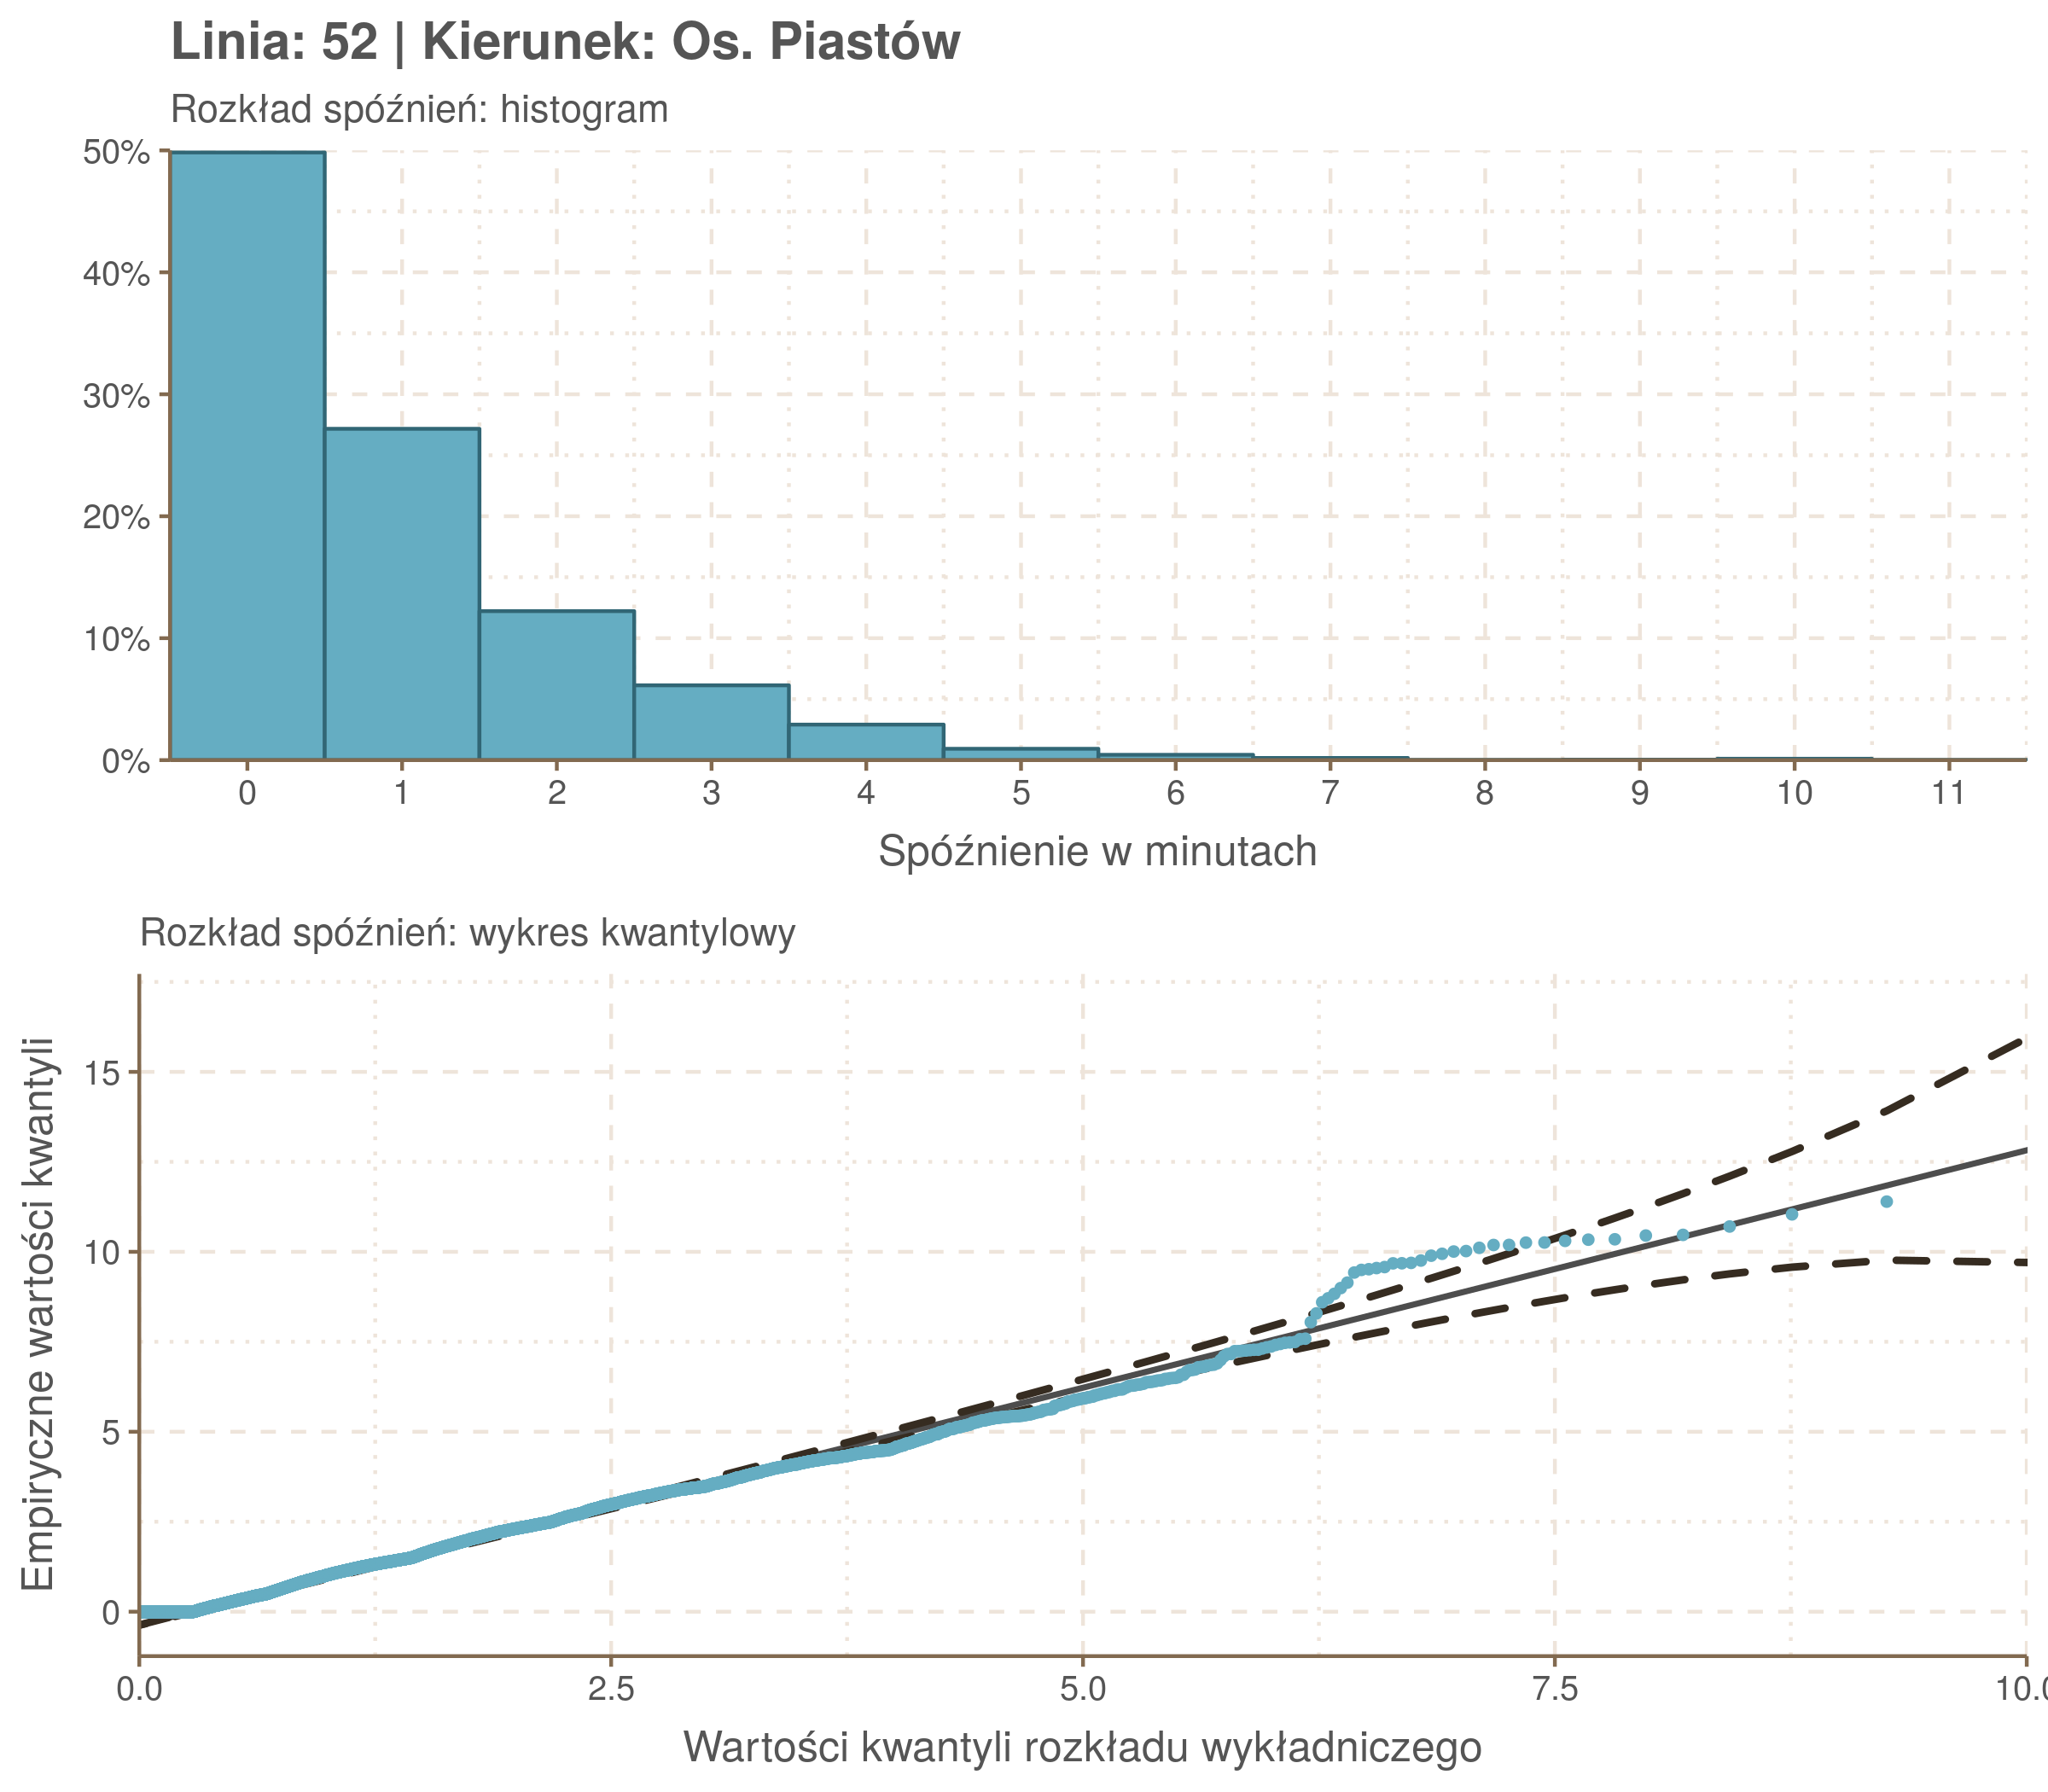 Linia: 52 | Kierunek: Os. Piastów
Rozkład spóźnień: histogram
50%
40%
30%
20%
10%
0%
0 1 2 3 4 5 6 7 8 9 10 11
Spóźnienie w minutach
Rozkład spóźnień: wykres kwantylowy
Empiryczne wartości kwantyli
15
10
5
0
0.0 2.5 5.0 7.5 10.0
Wartości kwantyli rozkładu wykładniczego